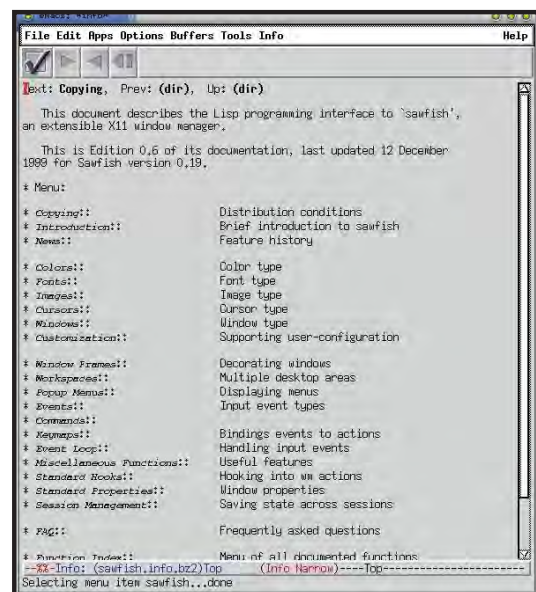 emacs: *info*
File Edit Apps Options Buffers Tools Info Help
Next: Copying, Prev: (dir), Up: (dir)
This document describes the Lisp programming interface to `sawfish',
an extensible X11 window manager.
This is Edition 0.6 of its documentation, last updated 12 December
1999 for Sawfish version 0.19.
* Menu:
* Copying:: Distribution conditions
* Introduction:: Brief introduction to sawfish
* News:: Feature history
* Colors:: Color type
* Fonts:: Font type
* Images:: Image type
* Cursors:: Cursor type
* Windows:: Window type
* Customization:: Supporting user-configuration
* Window Frames:: Decorating windows
* Workspaces:: Multiple desktop areas
* Popup Menus:: Displaying menus
* Events:: Input event types
* Commands::
* Keymaps:: Bindings events to actions
* Event Loop:: Handling input events
* Miscellaneous Functions:: Useful features
* Standard Hooks:: Hooking into wm actions
* Standard Properties:: Window properties
* Session Management:: Saving state across sessions
* FAQ:: Frequently asked questions
* Function Index:: Menu of all documented functions
--%%-Info: (sawfish.info.bz2)Top (Info Narrow)----Top------------------------
Selecting menu item sawfish...done